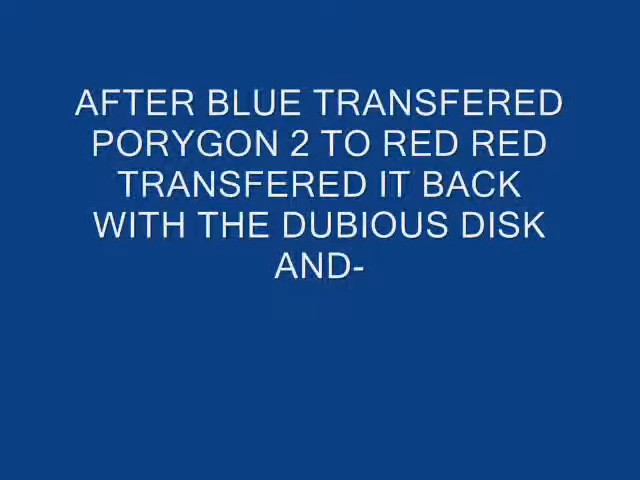 AFTER BLUE TRANSFERED
PORYGON 2 TO RED RED
TRANSFERED IT BACK
WITH THE DUBIOUS DISK
AND-